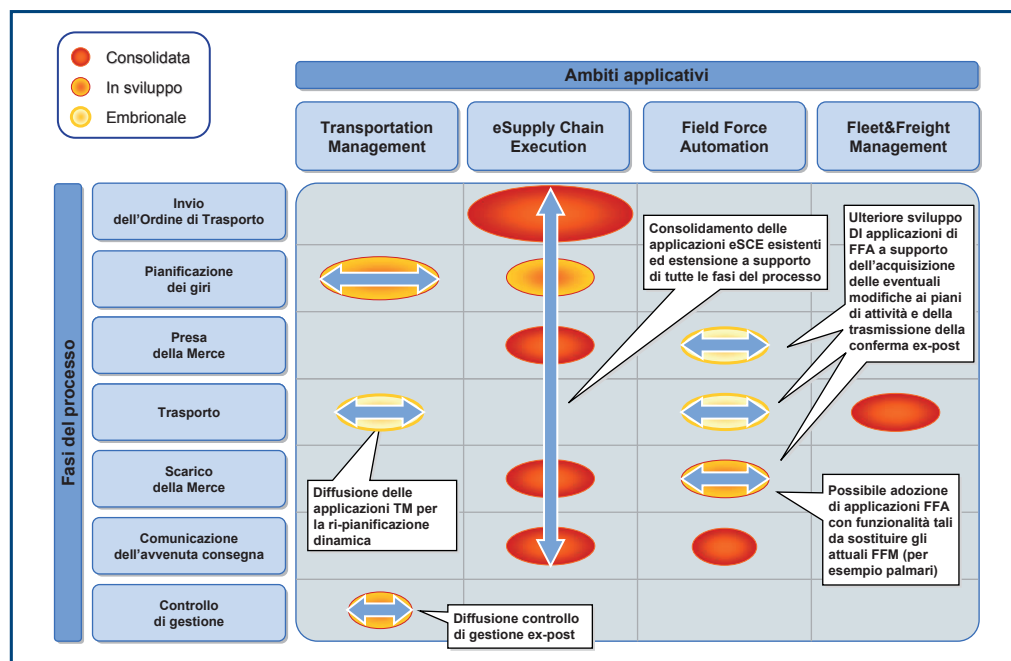 Consolidata
In sviluppo
Embrionale
Ambiti applicativi
Transportation
Management
eSupply Chain
Execution
Field Force
Automation
Fleet&Freight
Management
Fasi del processo
Invio
dell'Ordine di Trasporto
Pianificazione
dei giri
Presa
della Merce
Trasporto
Scarico
della Merce
Comunicazione
dell'avvenuta consegna
Controllo
di gestione
Consolidamento delle
applicazioni eSCE esistenti
ed estensione a supporto
di tutte le fasi del processo
Ulteriore sviluppo
DI applicazioni di
FFA a supporto
dell'acquisizione
delle eventuali
modifiche ai piani
di attività e della
trasmissione della
conferma ex-post
Diffusione delle
applicazioni TM per
la ri-pianificazione
dinamica
Possibile adozione
di applicazioni FFA
con funzionalità tali
da sostituire gli
attuali FFM (per
esempio palmari)
Diffusione controllo
di gestione ex-post